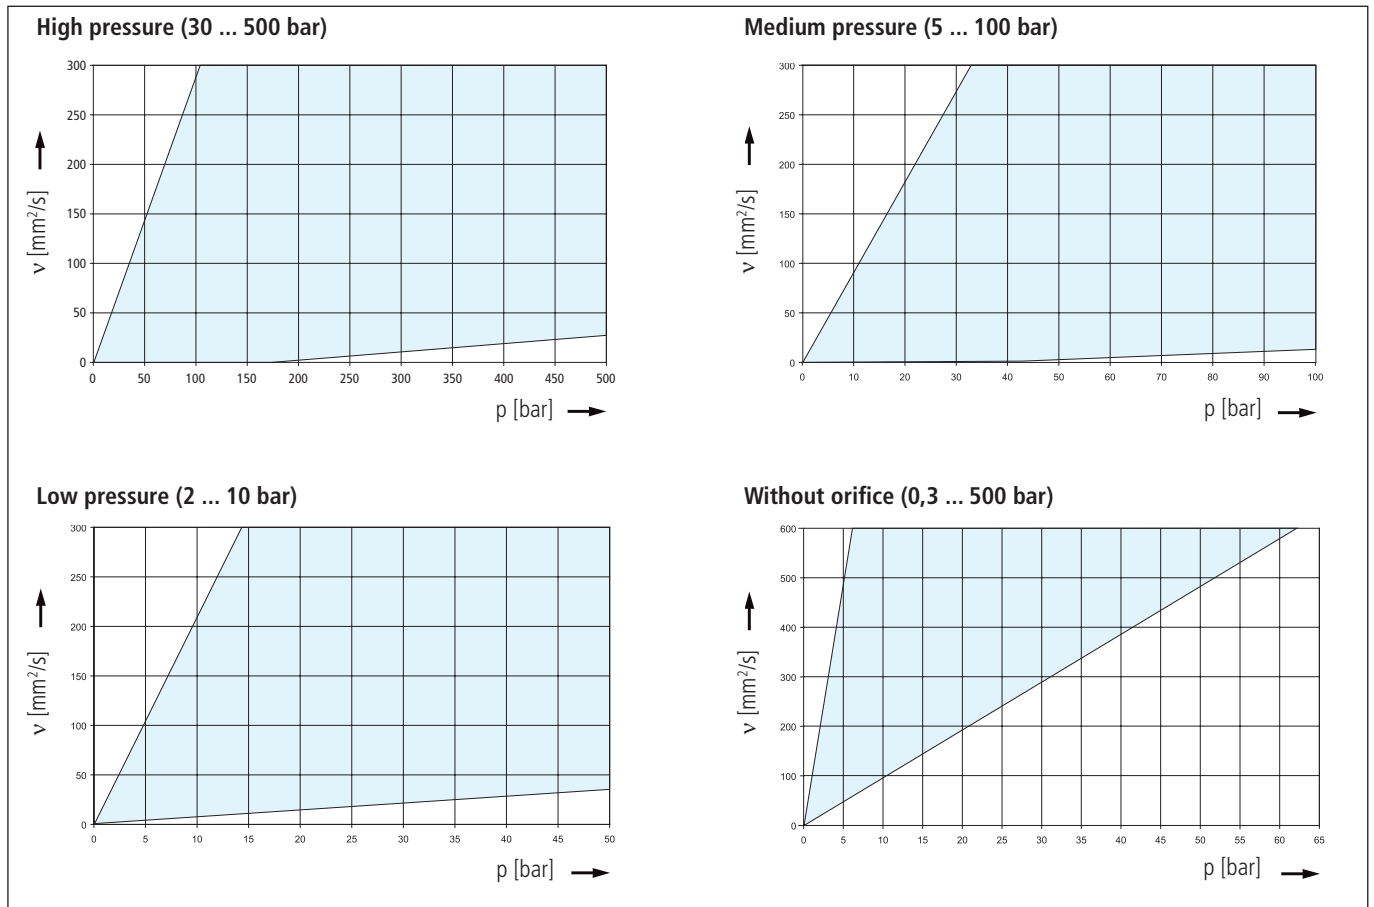 High pressure (30 ... 500 bar)
300
250
200
150
100
50
0
0 50 100 150 200 250 300 350 400 450 500
ν [mm²/s]
p [bar]
Medium pressure (5 ... 100 bar)
300
250
200
150
100
50
0
0 10 20 30 40 50 60 70 80 90 100
ν [mm²/s]
p [bar]
Low pressure (2 ... 10 bar)
300
250
200
150
100
50
0
0 5 10 15 20 25 30 35 40 45 50
ν [mm²/s]
p [bar]
Without orifice (0,3 ... 500 bar)
600
500
400
300
200
100
0
0 5 10 15 20 25 30 35 40 45 50 55 60 65
ν [mm²/s]
p [bar]